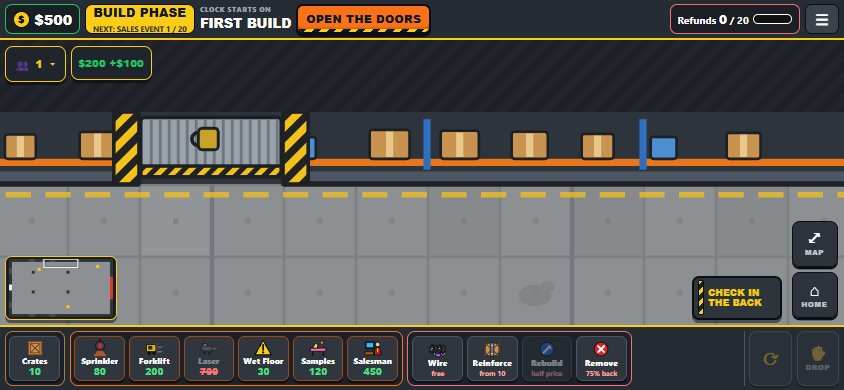 $ $500
BUILD PHASE
NEXT: SALES EVENT 1 / 20
CLOCK STARTS ON
FIRST BUILD
OPEN THE DOORS
Refunds 0 / 20
1
$200 +$100
MAP
CHECK IN
THE BACK
HOME
Crates
10
Sprinkler
80
Forklift
200
Laser
700
Wet Floor
30
Samples
120
Salesman
450
Wire
free
Reinforce
from 10
Rebuild
half price
Remove
75% back
DROP